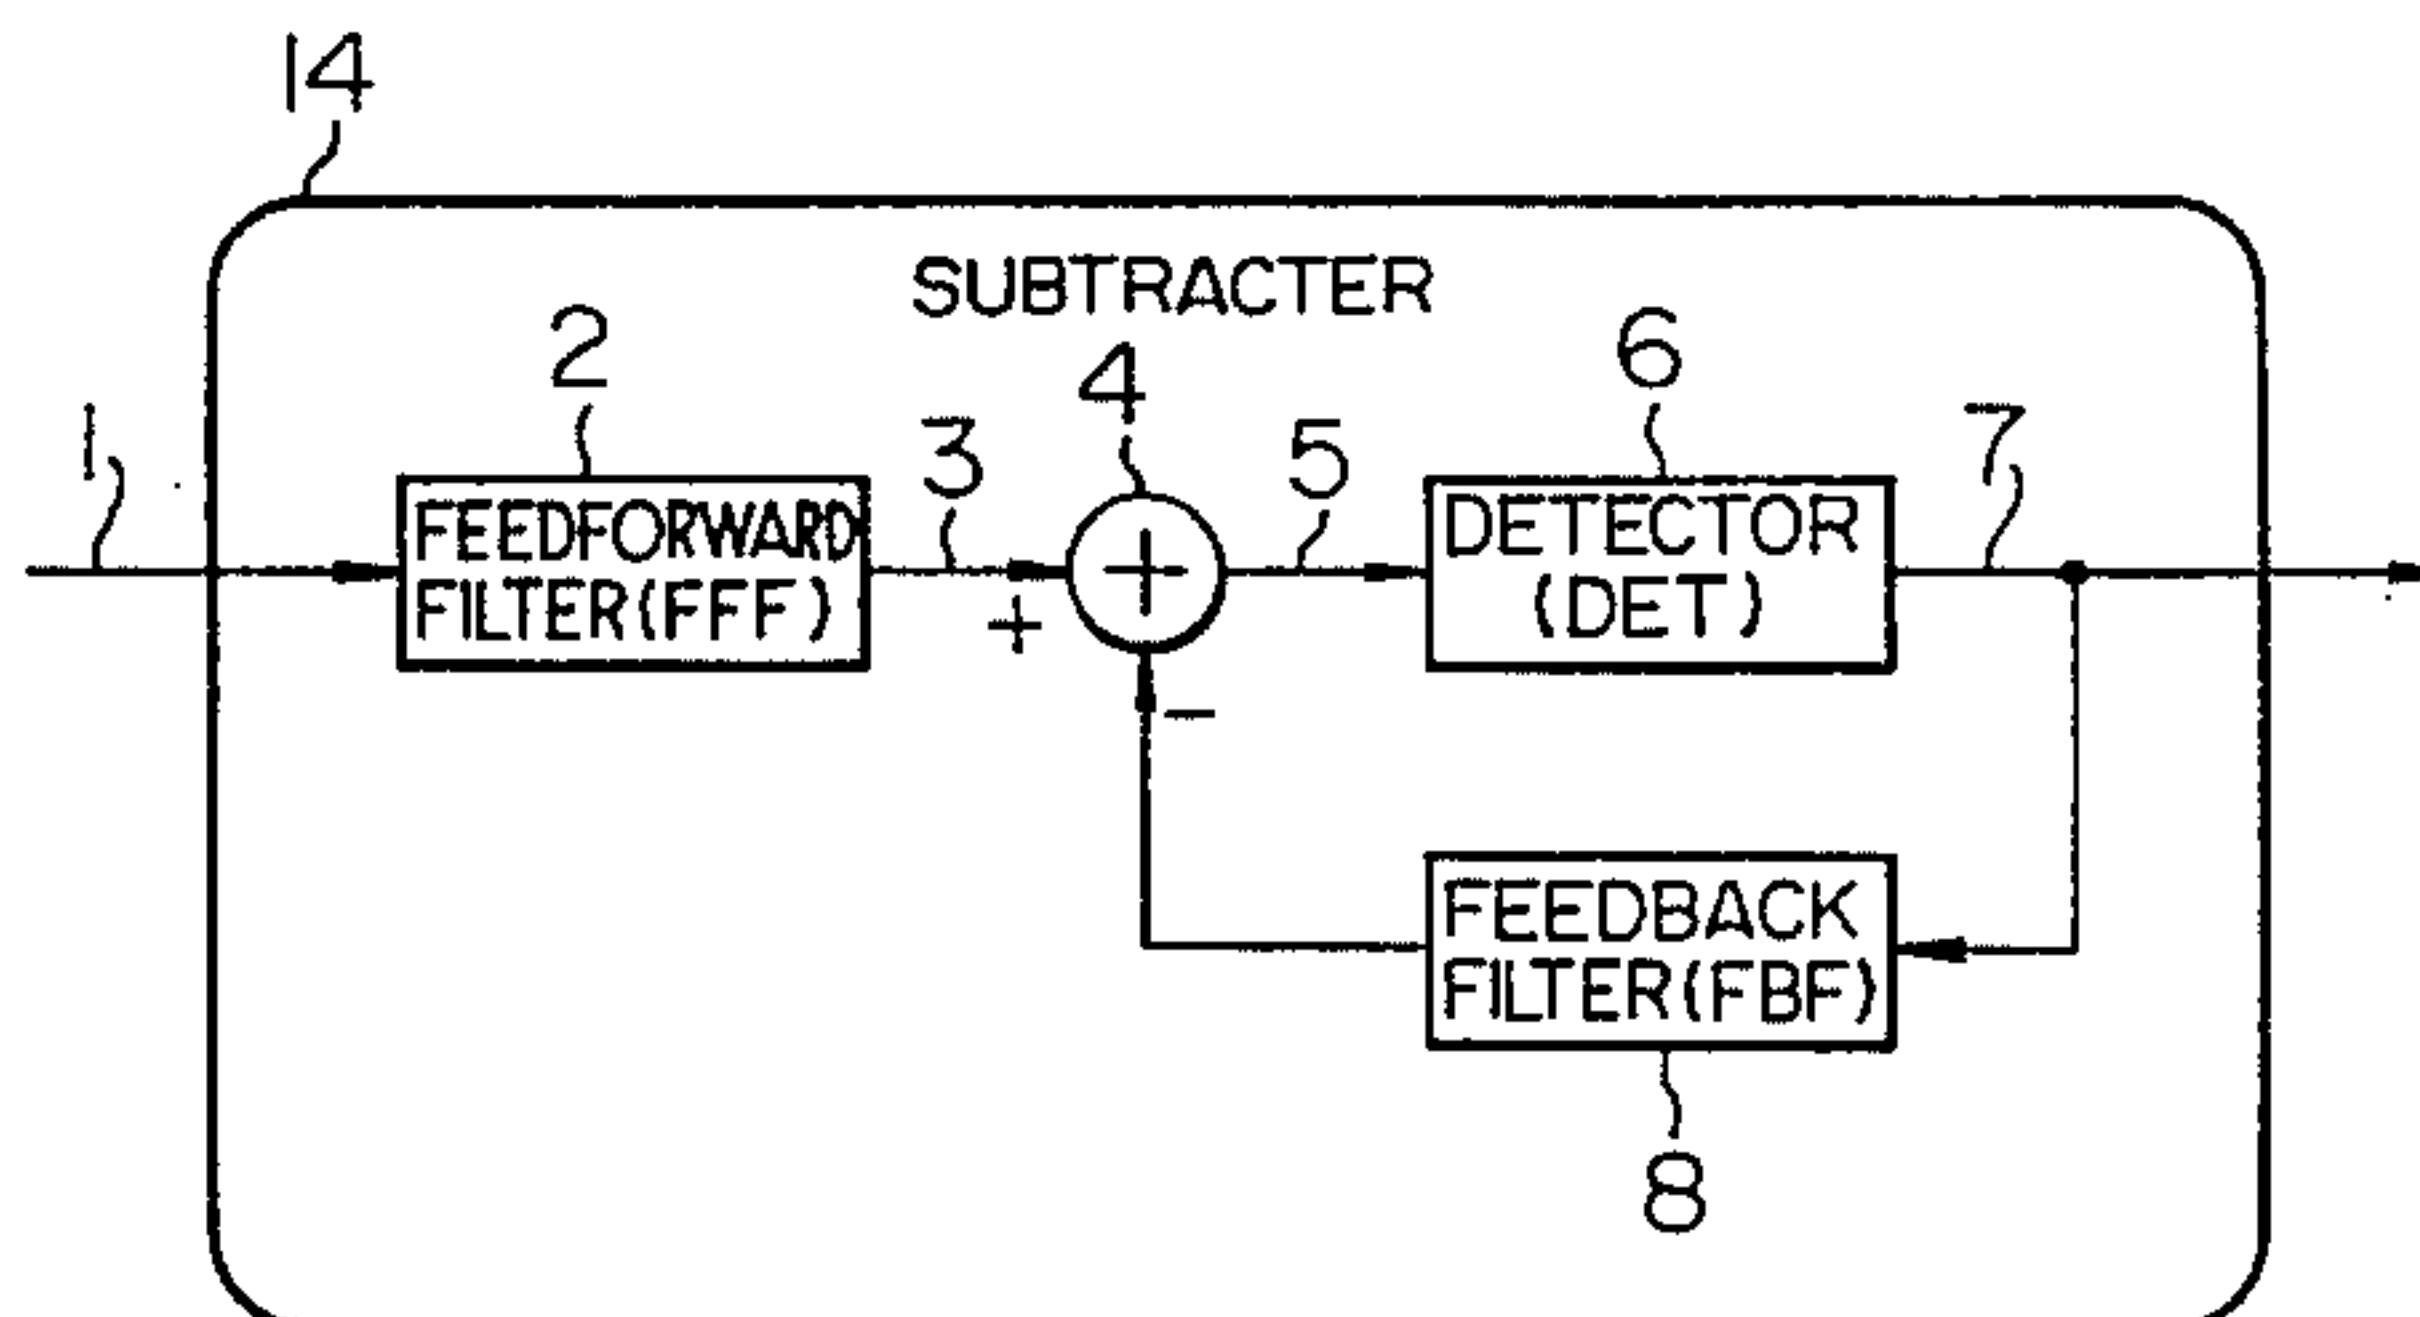 14
SUBTRACTER
2
4
6
1
3
5
7
FEEDFORWARD
FILTER(FFF)
+
+
DETECTOR
(DET)
−
FEEDBACK
FILTER(FBF)
8